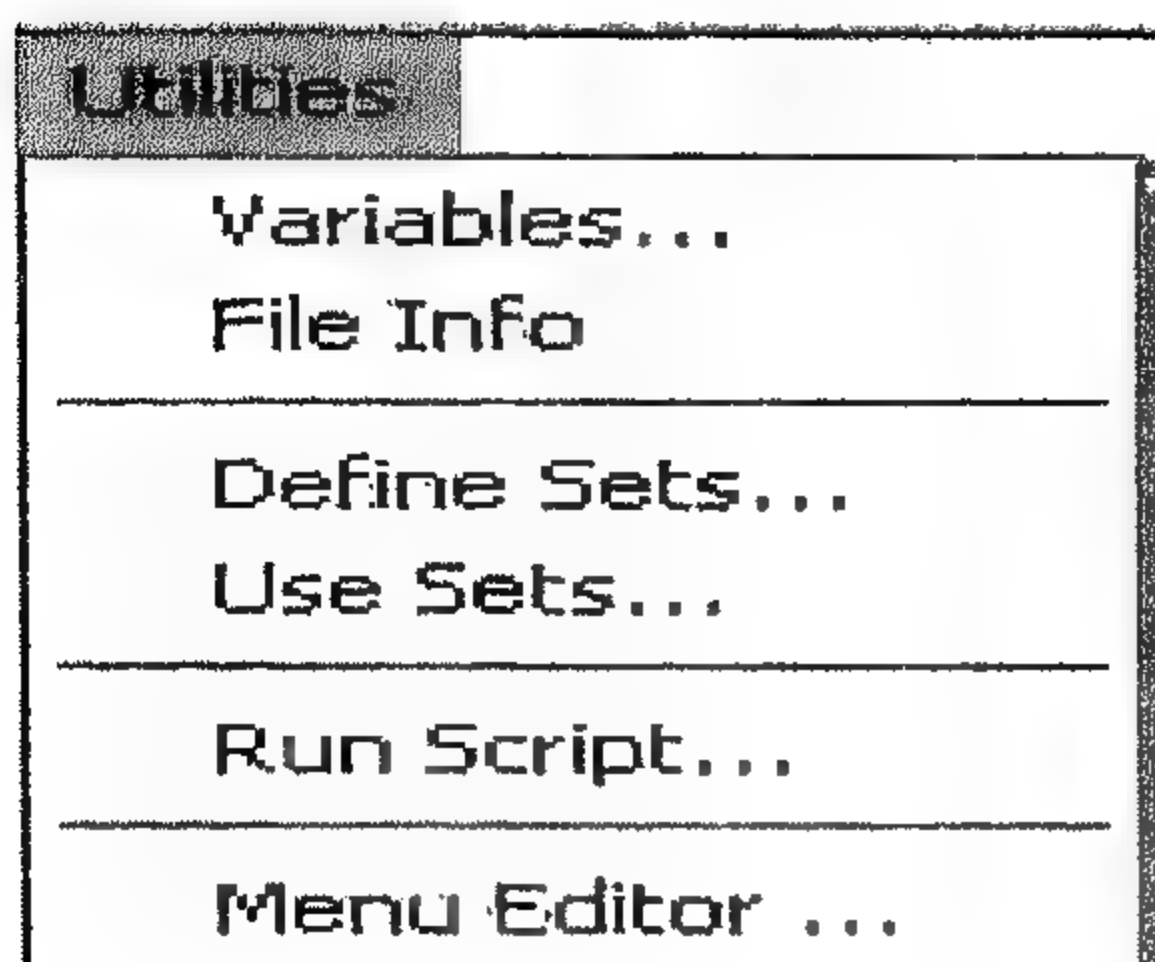 Utilities
Variables...
File Info
Define Sets...
Use Sets...
Run Script...
Menu Editor ...